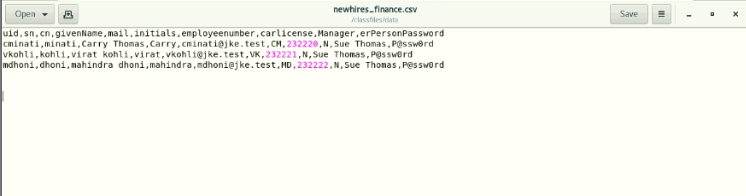 Open
newhires_finance.csv
/classfiles/data
Save
uid,sn,cn,givenName,mail,initials,employeenumber,carlicense,Manager,erPersonPassword
cminati,minati,Carry Thomas,Carry,cminati@jke.test,CM,232220,N,Sue Thomas,P@ssw0rd
vkohli,kohli,virat kohli,virat,vkohli@jke.test,VK,232221,N,Sue Thomas,P@ssw0rd
mdhoni,dhoni,mahindra dhoni,mahindra,mdhoni@jke.test,MD,232222,N,Sue Thomas,P@ssw0rd